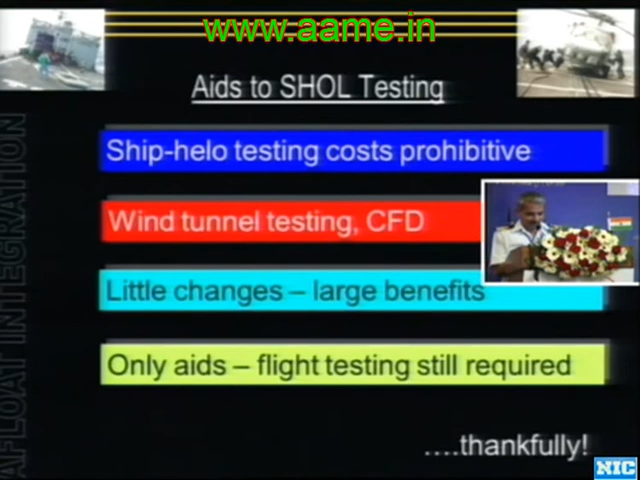 www.aame.in
Aids to SHOL Testing
Ship-helo testing costs prohibitive
Wind tunnel testing, CFD
Little changes – large benefits
Only aids – flight testing still required
....thankfully!
AFLOAT INTEGRATION
NIC